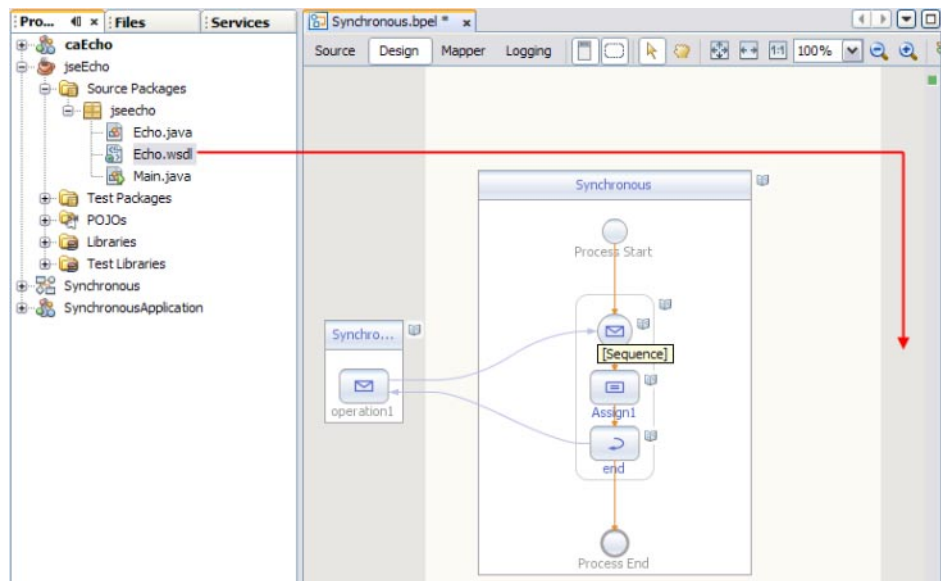 Pro...
Files
Services
caEcho
jseEcho
Source Packages
jseecho
Echo.java
Echo.wsdl
Main.java
Test Packages
POJOs
Libraries
Test Libraries
Synchronous
SynchronousApplication
Synchronous.bpel *
Source Design Mapper Logging 1:1 100%
Synchronous
Process Start
[Sequence]
Synchro...
operation1
Assign1
end
Process End